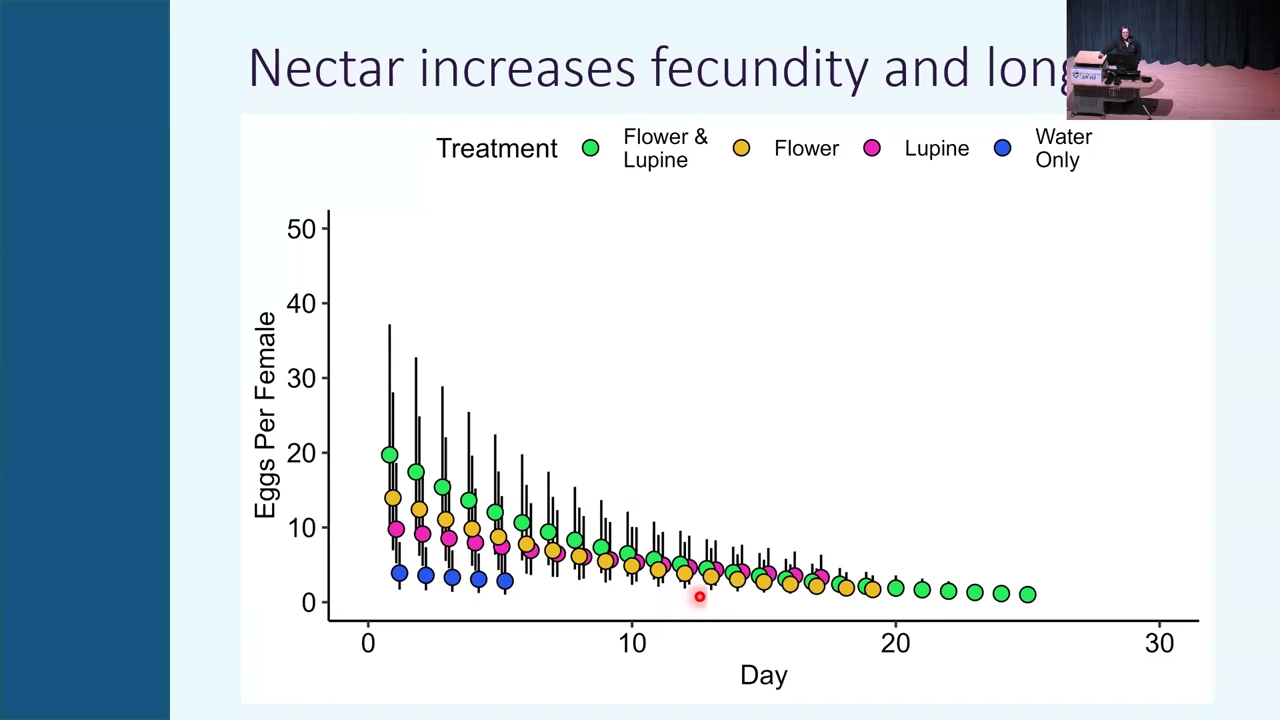 Nectar increases fecundity and long
Treatment
Flower &
Lupine
Flower
Lupine
Water
Only
Eggs Per Female
50
40
30
20
10
0
0 10 20 30
Day